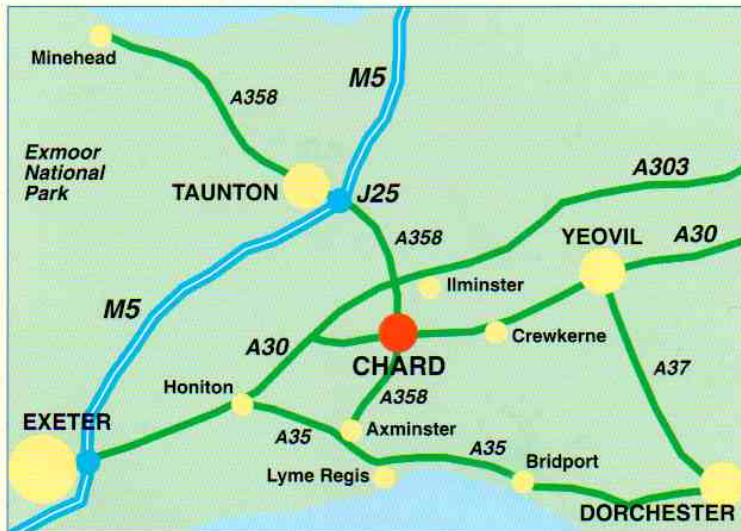 Minehead
A358
M5
Exmoor
National
Park
TAUNTON
J25
A303
A358
YEOVIL
A30
Ilminster
M5
A30
Crewkerne
CHARD
A37
Honiton
A358
EXETER
A35
Axminster
A35
Lyme Regis
Bridport
DORCHESTER